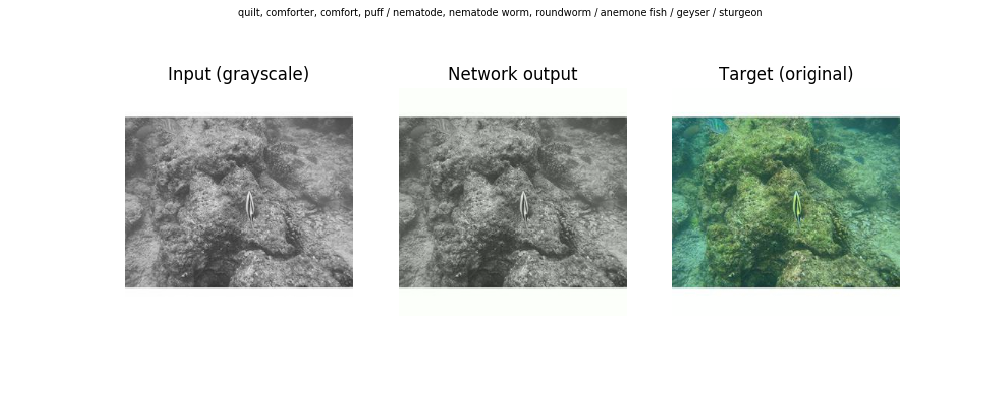 quilt, comforter, comfort, puff / nematode, nematode worm, roundworm / anemone fish / geyser / sturgeon
Input (grayscale)
Network output
Target (original)